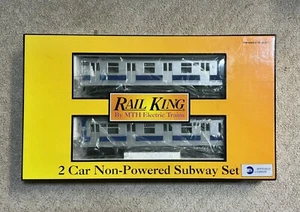 RAIL KING
By MTH Electric Trains
2 Car Non-Powered Subway Set